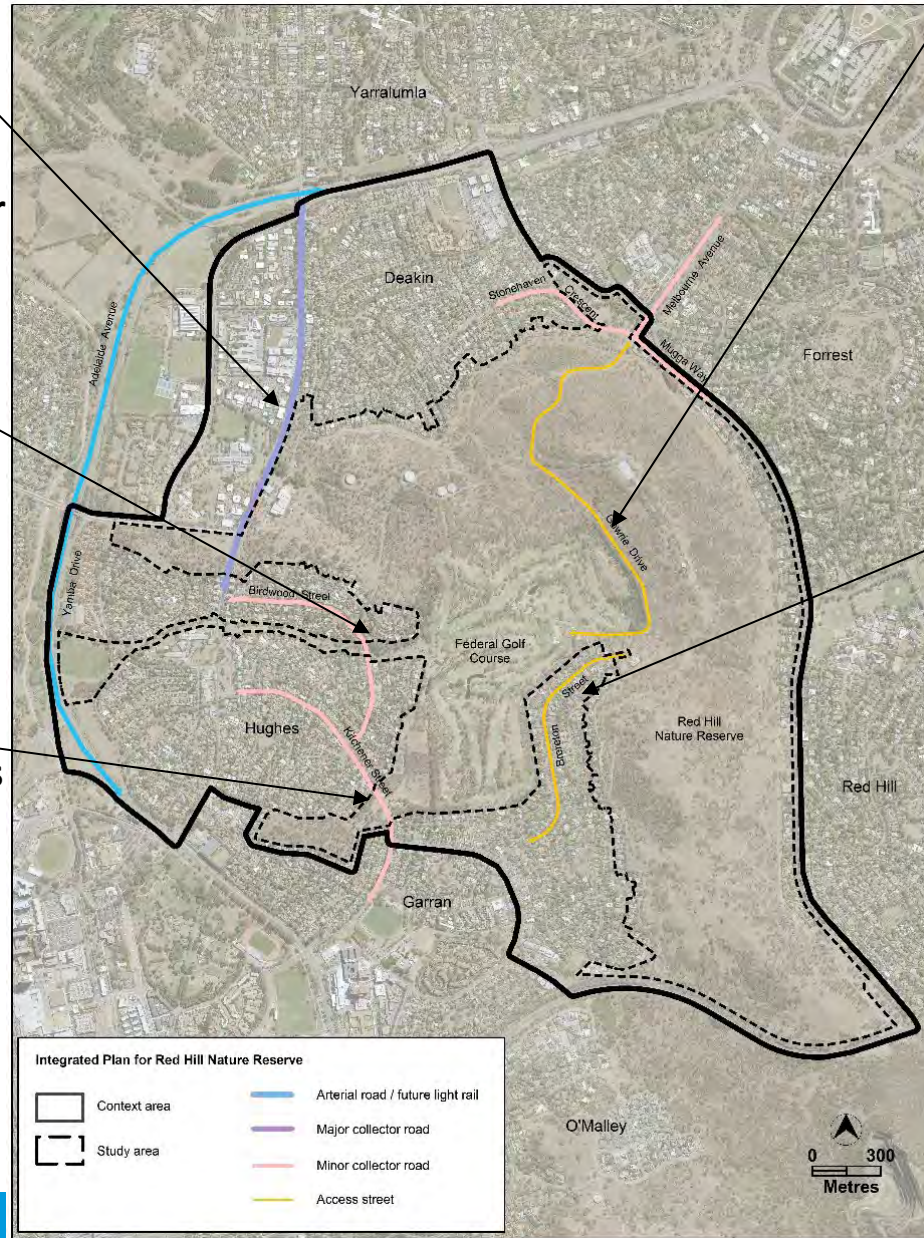 Yarralumla
Deakin
Adelaide Avenue
Stonehaven
Crescent
Melbourne Avenue
Mugga Way
Forrest
Gowrie Drive
Yamba Drive
Birdwood Street
Federal Golf
Course
Street
Brereton
Hughes
Kitchener Street
Red Hill
Nature Reserve
Red Hill
Garran
O'Malley
Integrated Plan for Red Hill Nature Reserve
Context area
Study area
Arterial road / future light rail
Major collector road
Minor collector road
Access street
0 300
Metres